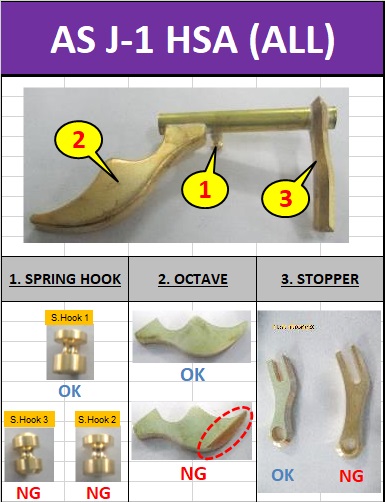 AS J-1 HSA (ALL)
2
1
3
1. SPRING HOOK
2. OCTAVE
3. STOPPER
S.Hook 1
OK
S.Hook 3
S.Hook 2
NG
NG
OK
NG
OK
NG